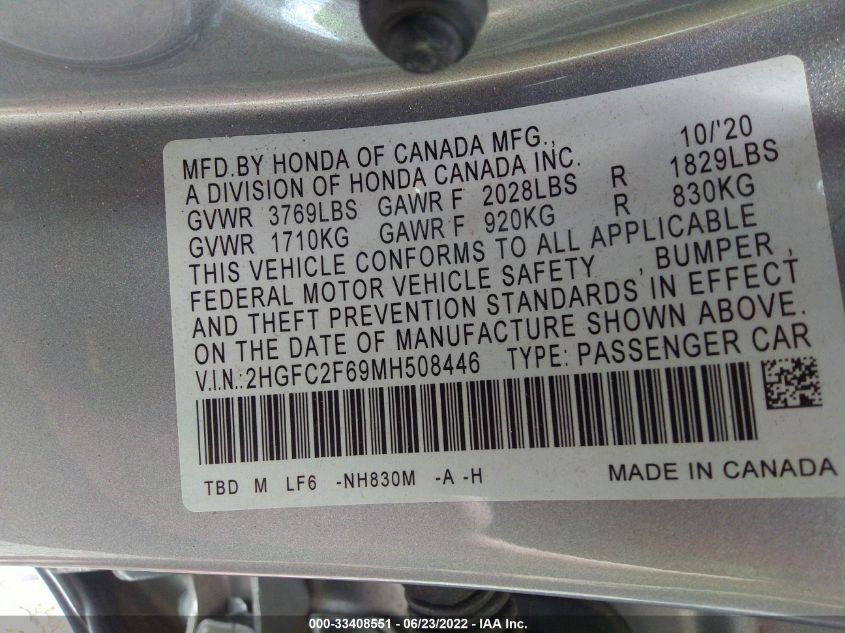 MFD.BY HONDA OF CANADA MFG., 10/'20
A DIVISION OF HONDA CANADA INC.
GVWR 3769LBS GAWR F 2028LBS R 1829LBS
GVWR 1710KG GAWR F 920KG R 830KG
THIS VEHICLE CONFORMS TO ALL APPLICABLE
FEDERAL MOTOR VEHICLE SAFETY , BUMPER ,
AND THEFT PREVENTION STANDARDS IN EFFECT
ON THE DATE OF MANUFACTURE SHOWN ABOVE.
V.I.N.:2HGFC2F69MH508446 TYPE: PASSENGER CAR
TBD M LF6 -NH830M -A -H MADE IN CANADA
000-33408551 - 06/23/2022 - IAA Inc.